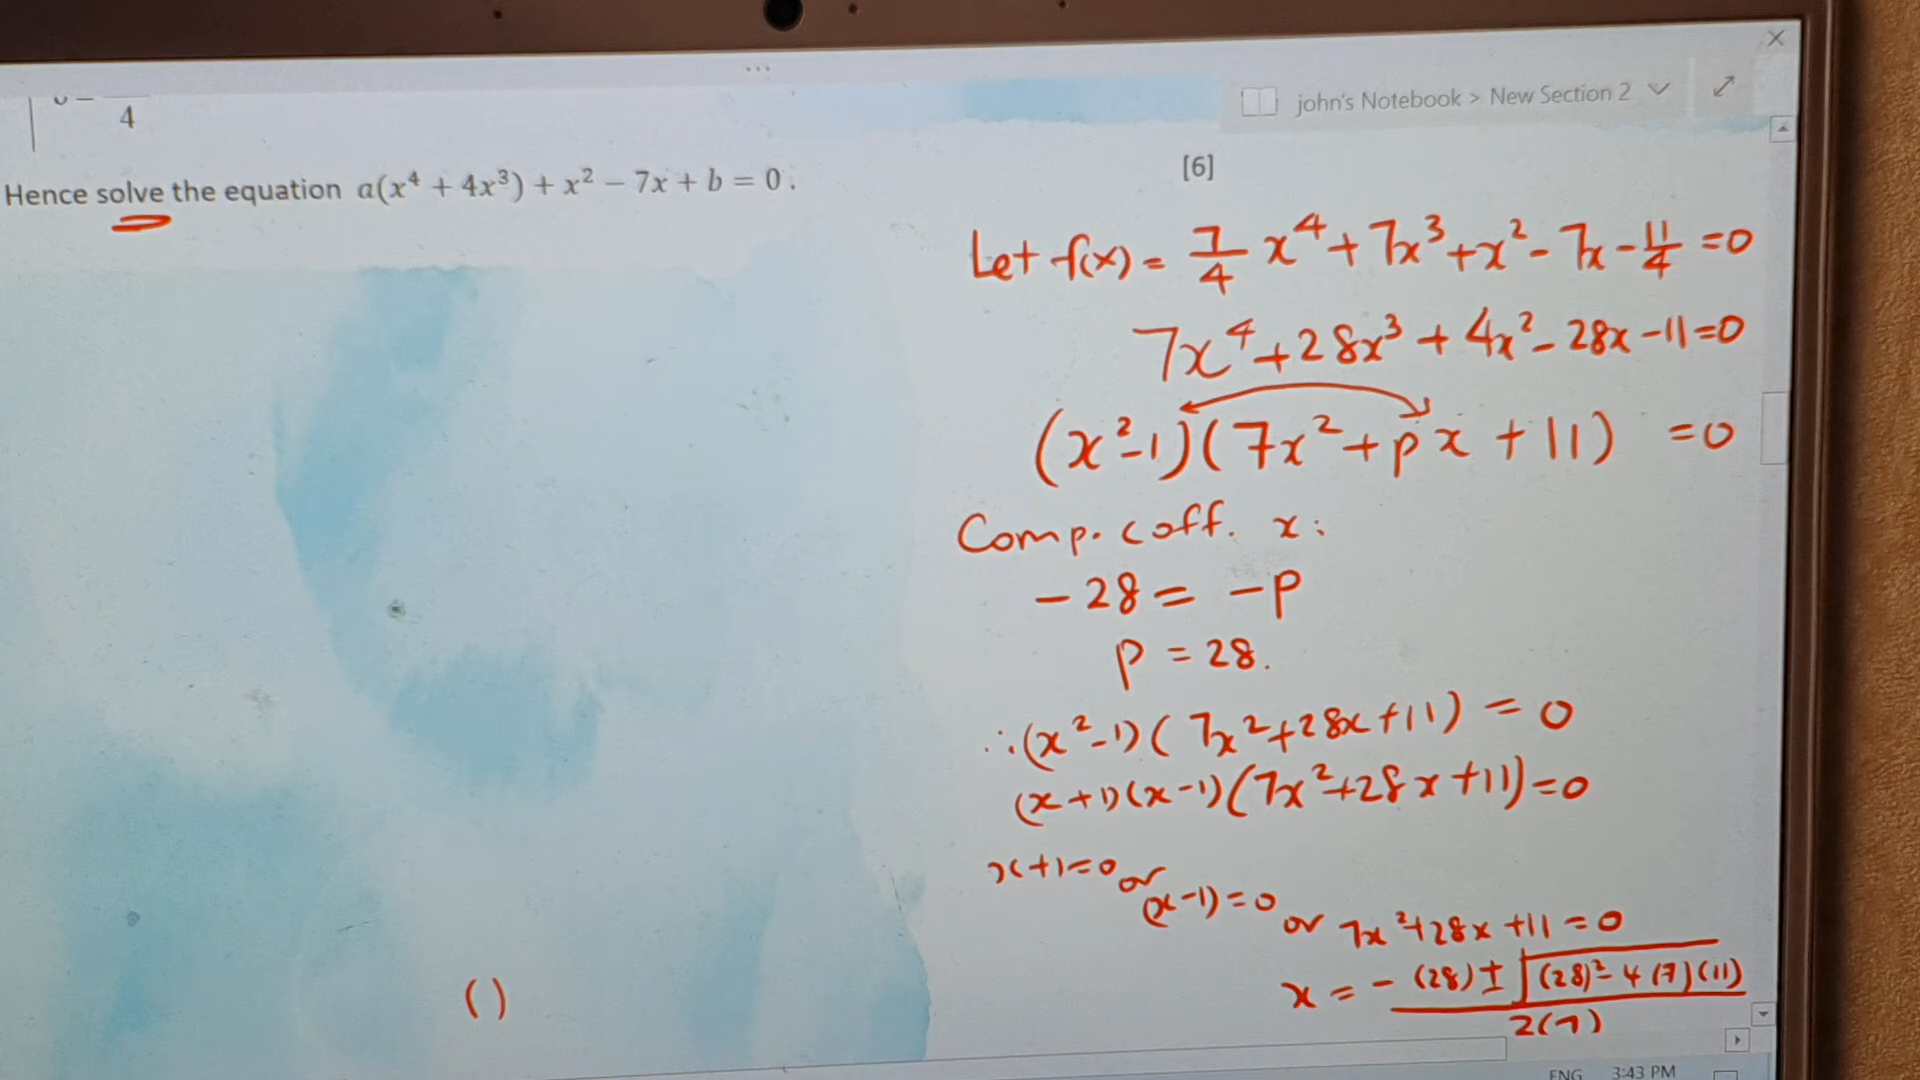 john's Notebook > New Section 2
4
[6]
Hence solve the equation a(x⁴ + 4x³) + x² − 7x + b = 0.
Let f(x) = 7/4 x⁴ + 7x³ + x² - 7x - 11/4 = 0
7x⁴ + 28x³ + 4x² - 28x - 11 = 0
(x² - 1)(7x² + px + 11) = 0
Comp. coff. x:
-28 = -p
p = 28.
∴ (x² - 1)(7x² + 28x + 11) = 0
(x + 1)(x - 1)(7x² + 28x + 11) = 0
x + 1 = 0 or (x - 1) = 0 or 7x² + 28x + 11 = 0
x = -(28) ± √(28)² - 4(7)(11) / 2(7)
()
ENG 3:43 PM